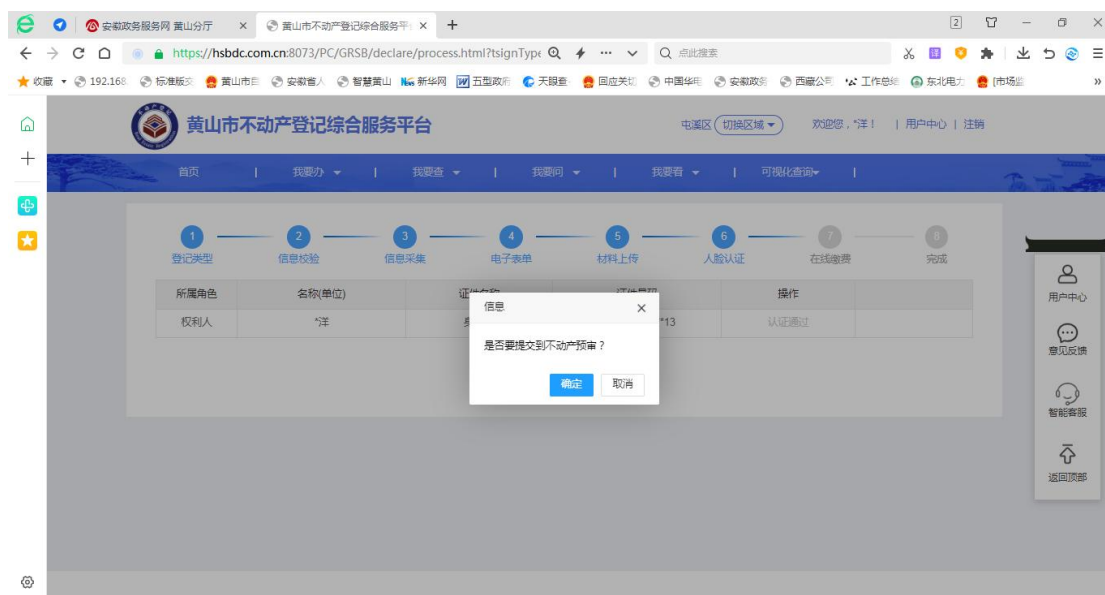 安徽政务服务网 黄山分厅
黄山市不动产登记综合服务平
2
https://hsbdc.com.cn:8073/PC/GRSB/declare/process.html?tsignType
点此搜索
收藏 192.168 标准版交 黄山市民 安徽省人 智慧黄山 新华网 五型政府 天眼查 回应关切 中国华电 安徽政务 西藏公司 工作总结 东北电力 [市场监
黄山市不动产登记综合服务平台
屯溪区 切换区域 欢迎您，*洋！ | 用户中心 | 注销
首页 | 我要办 | 我要查 | 我要问 | 我要看 | 可视化查询 |
1 2 3 4 5 6 7 8
登记类型 信息校验 信息采集 电子表单 材料上传 人脸认证 在线缴费 完成
所属角色 名称(单位) 证件名称 证件号码 操作
权利人 *洋 *13 认证通过
信息
是否要提交到不动产预审？
确定 取消
用户中心
意见反馈
智能客服
返回顶部